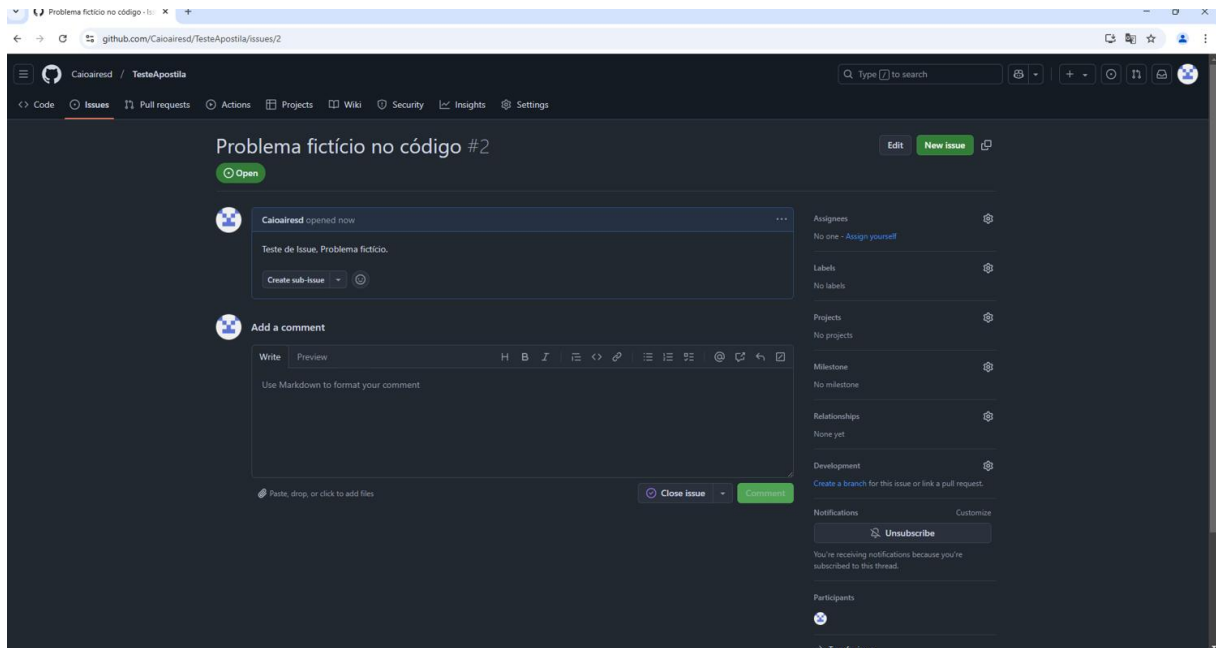 Problema fictício no código · Is
github.com/Caioairesd/TesteApostila/issues/2
Caioairesd / TesteApostila
Type / to search
Code Issues Pull requests Actions Projects Wiki Security Insights Settings
Problema fictício no código #2
Edit New issue
Open
Caioairesd opened now
Teste de Issue, Problema fictício.
Create sub-issue
Add a comment
Write Preview
Use Markdown to format your comment
Paste, drop, or click to add files
Close issue Comment
Assignees
No one - Assign yourself
Labels
No labels
Projects
No projects
Milestone
No milestone
Relationships
None yet
Development
Create a branch for this issue or link a pull request.
Notifications Customize
Unsubscribe
You're receiving notifications because you're
subscribed to this thread.
Participants